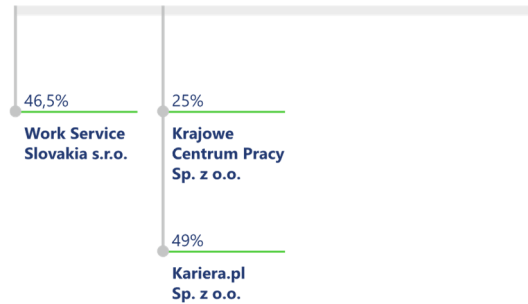 46,5%
Work Service
Slovakia s.r.o.
25%
Krajowe
Centrum Pracy
Sp. z o.o.
49%
Kariera.pl
Sp. z o.o.